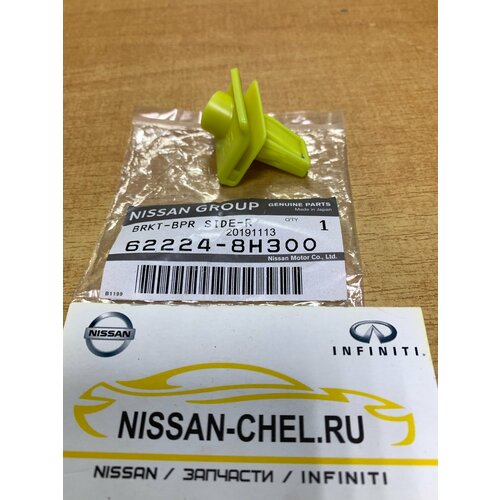 NISSAN GROUP
GENUINE PARTS
Made in Japan
BRKT-BPR SIDE-R
QTY
1
20191113
62224-8H300
Nissan Motor Co., Ltd.
B1199
NISSAN
INFINITI
NISSAN-CHEL.RU
NISSAN / ЗАПЧАСТИ / INFINITI